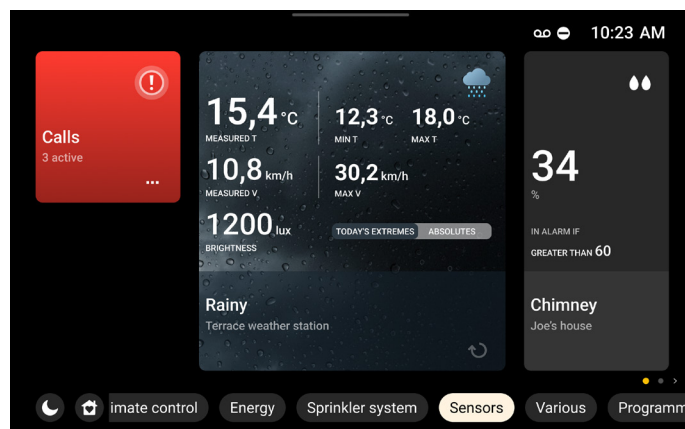 10:23 AM
Calls
3 active
...
15,4 °C
MEASURED T
12,3 °C
MIN T
18,0 °C
MAX T
10,8 km/h
MEASURED V
30,2 km/h
MAX V
1200 lux
BRIGHTNESS
TODAY'S EXTREMES ABSOLUTES
Rainy
Terrace weather station
34
%
IN ALARM IF
GREATER THAN 60
Chimney
Joe's house
imate control
Energy
Sprinkler system
Sensors
Various
Programm